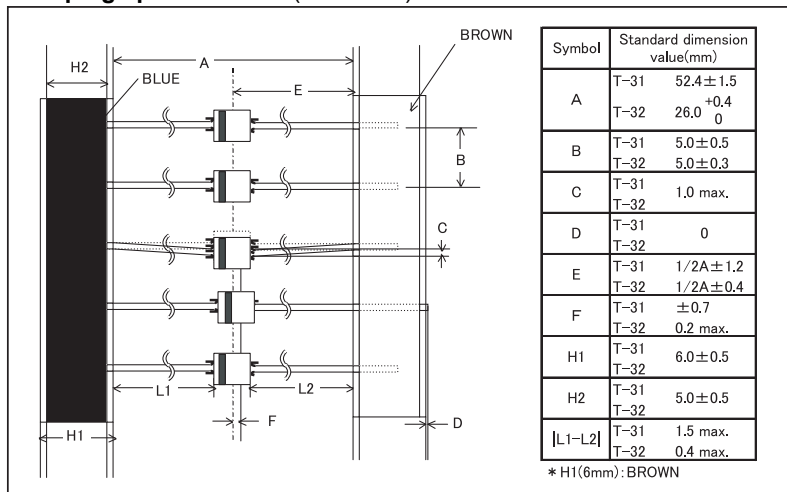 H2
A
BROWN
BLUE
E
B
C
L1
L2
H1
F
D
Symbol Standard dimension value(mm)
A T-31 52.4±1.5
T-32 26.0 +0.4 0
B T-31 5.0±0.5
T-32 5.0±0.3
C T-31 T-32 1.0 max.
D T-31 T-32 0
E T-31 1/2A±1.2
T-32 1/2A±0.4
F T-31 ±0.7
T-32 0.2 max.
H1 T-31 T-32 6.0±0.5
H2 T-31 T-32 5.0±0.5
|L1-L2| T-31 1.5 max.
T-32 0.4 max.
* H1(6mm):BROWN